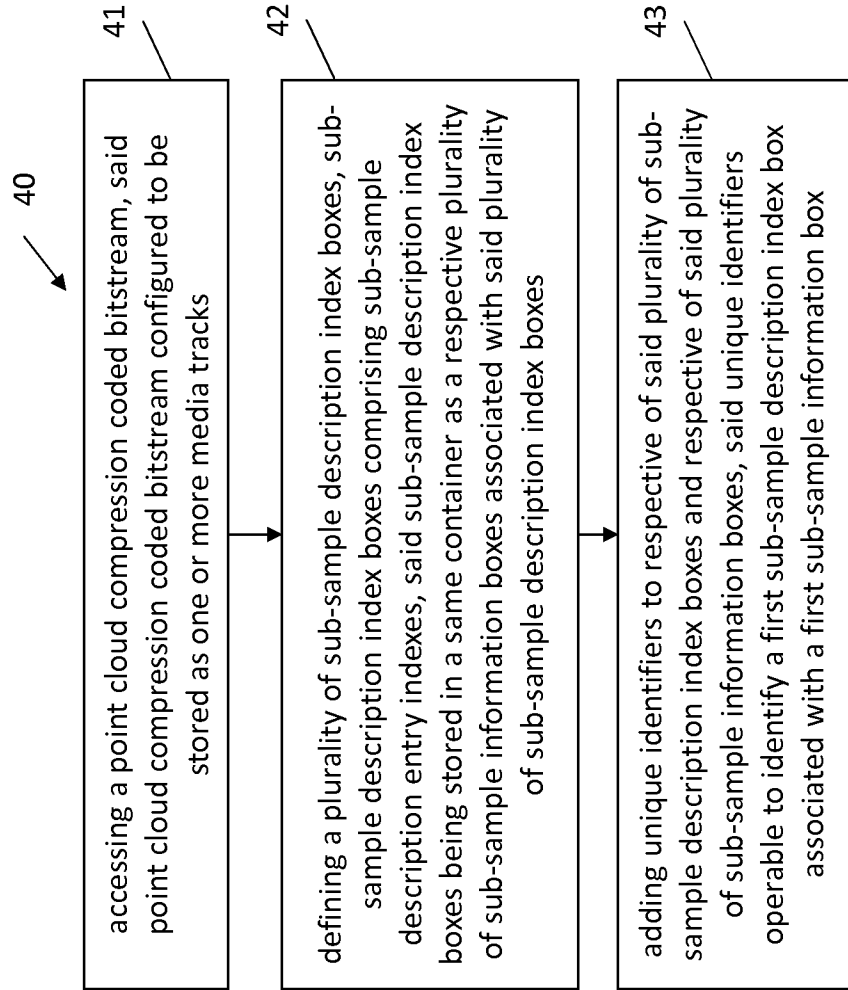 40
41
accessing a point cloud compression coded bitstream, said
point cloud compression coded bitstream configured to be
stored as one or more media tracks
42
defining a plurality of sub-sample description index boxes, sub-
sample description index boxes comprising sub-sample
description entry indexes, said sub-sample description index
boxes being stored in a same container as a respective plurality
of sub-sample information boxes associated with said plurality
of sub-sample description index boxes
43
adding unique identifiers to respective of said plurality of sub-
sample description index boxes and respective of said plurality
of sub-sample information boxes, said unique identifiers
operable to identify a first sub-sample description index box
associated with a first sub-sample information box